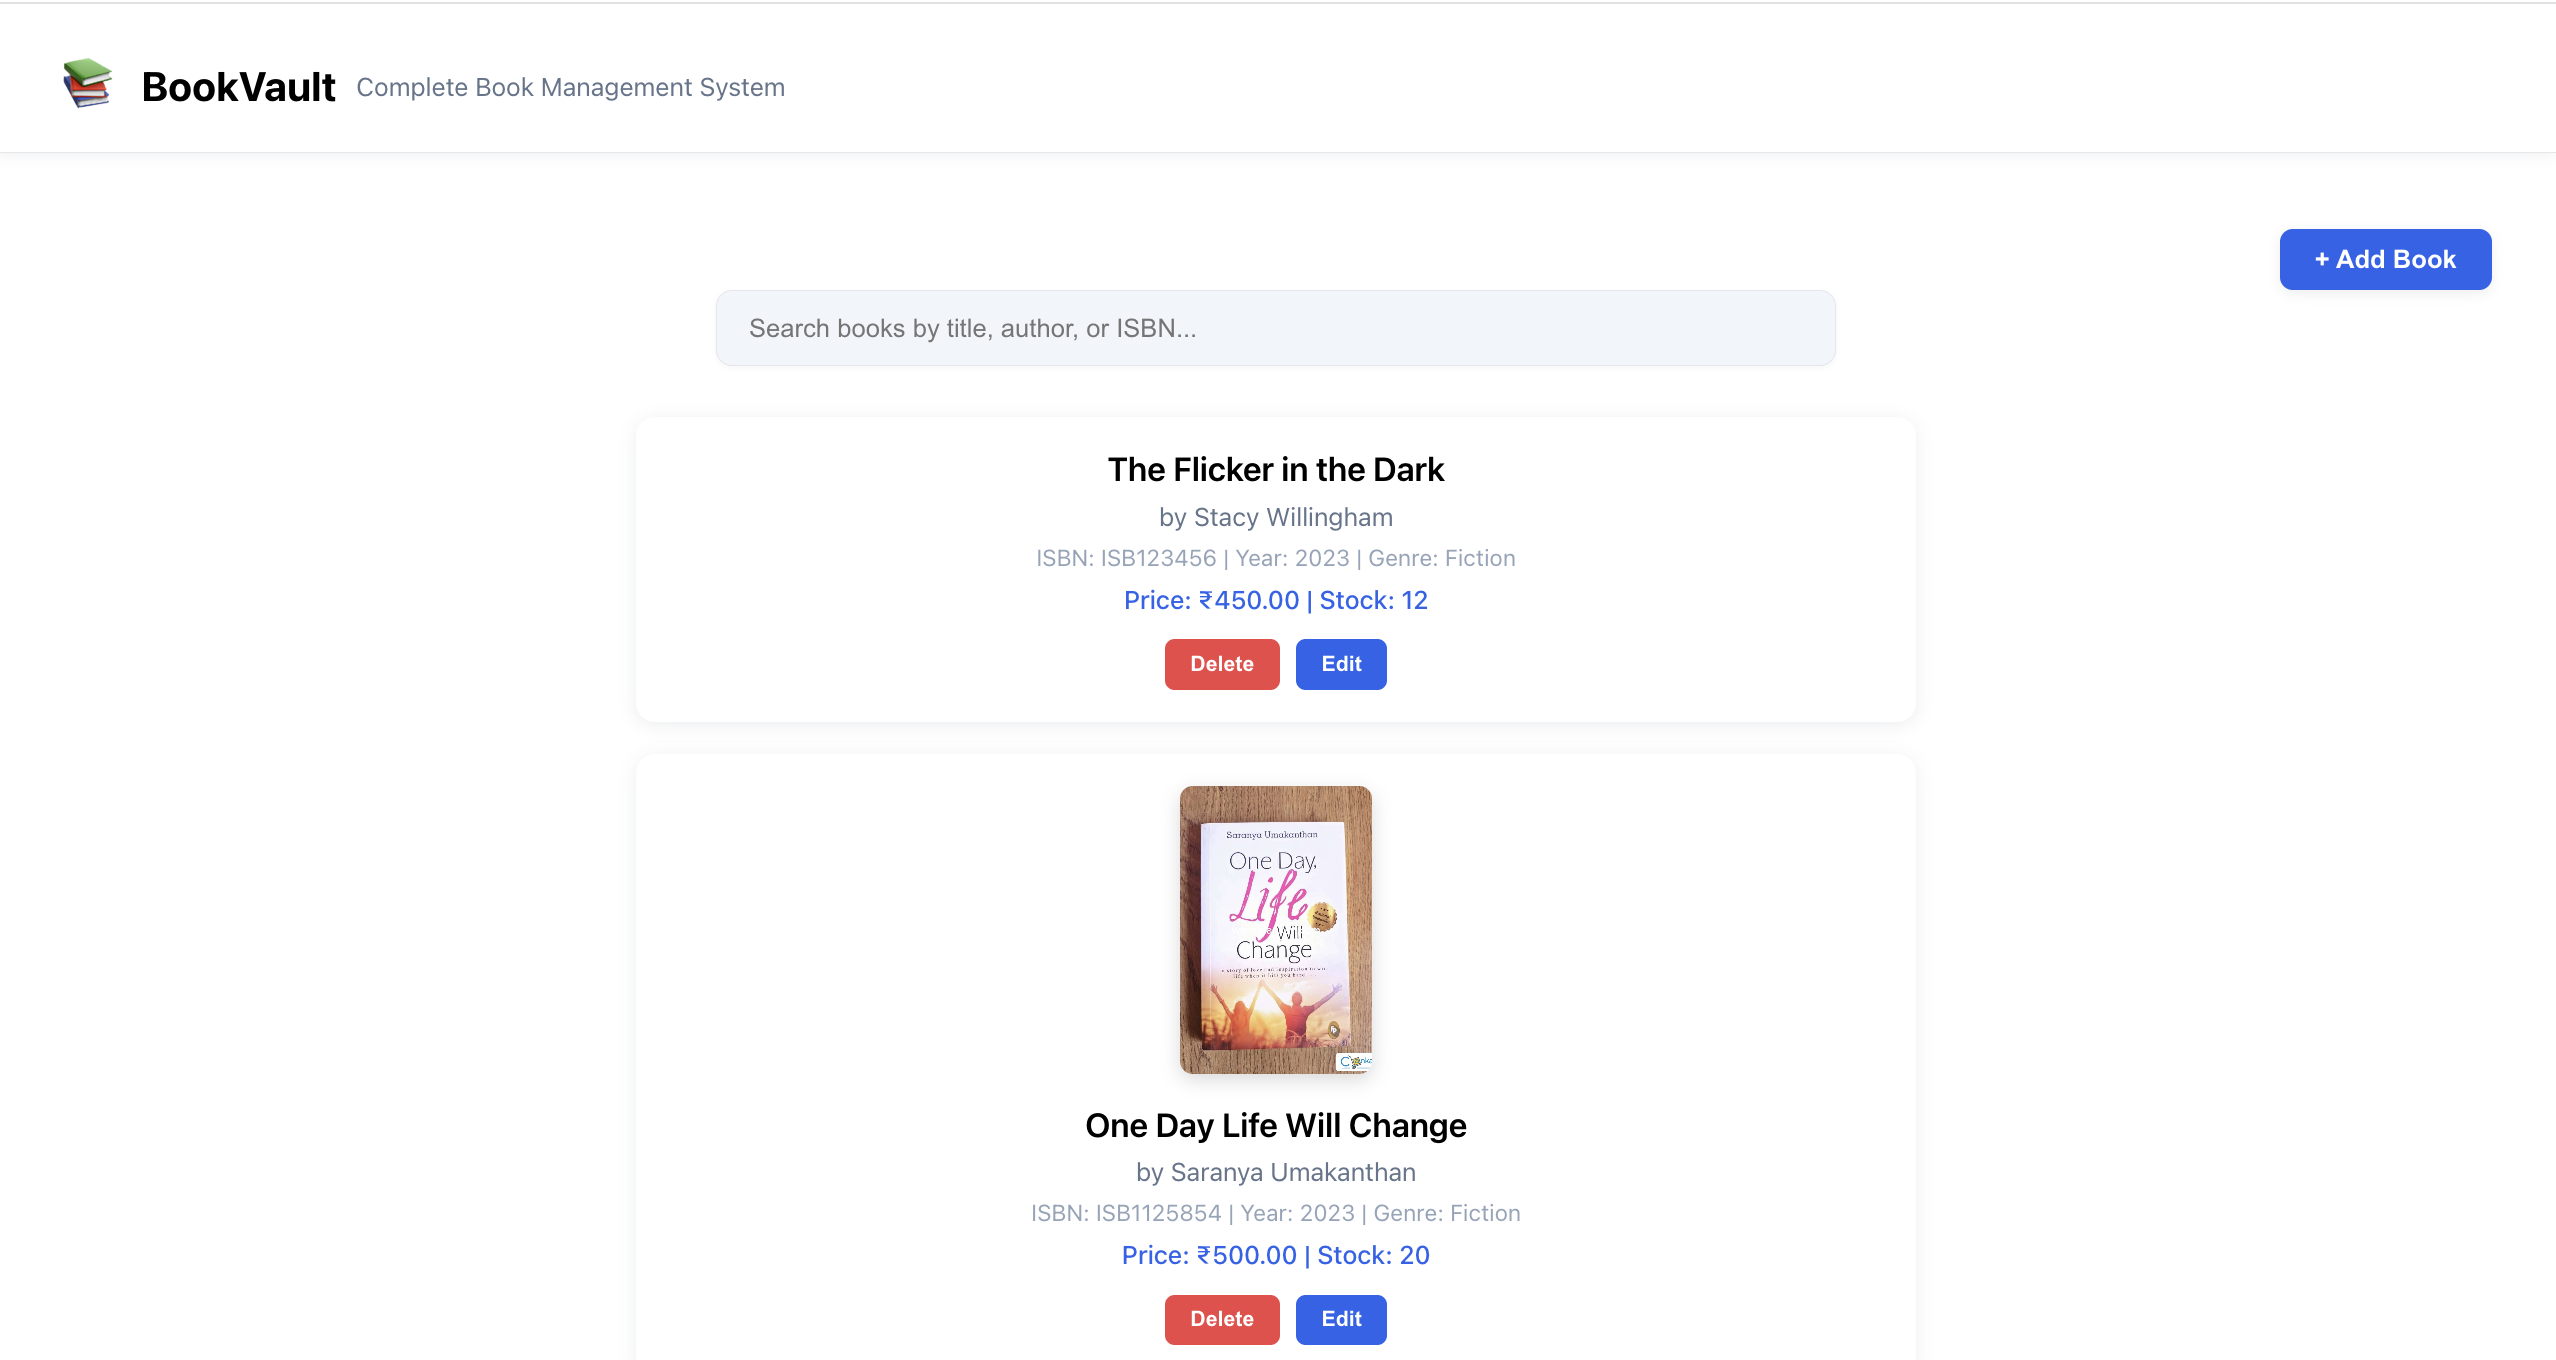 BookVault Complete Book Management System
+ Add Book
Search books by title, author, or ISBN...
The Flicker in the Dark
by Stacy Willingham
ISBN: ISB123456 | Year: 2023 | Genre: Fiction
Price: ₹450.00 | Stock: 12
Delete Edit
Saranya Umakanthan
One Day,
Life
Will
Change
One Day Life Will Change
by Saranya Umakanthan
ISBN: ISB1125854 | Year: 2023 | Genre: Fiction
Price: ₹500.00 | Stock: 20
Delete Edit